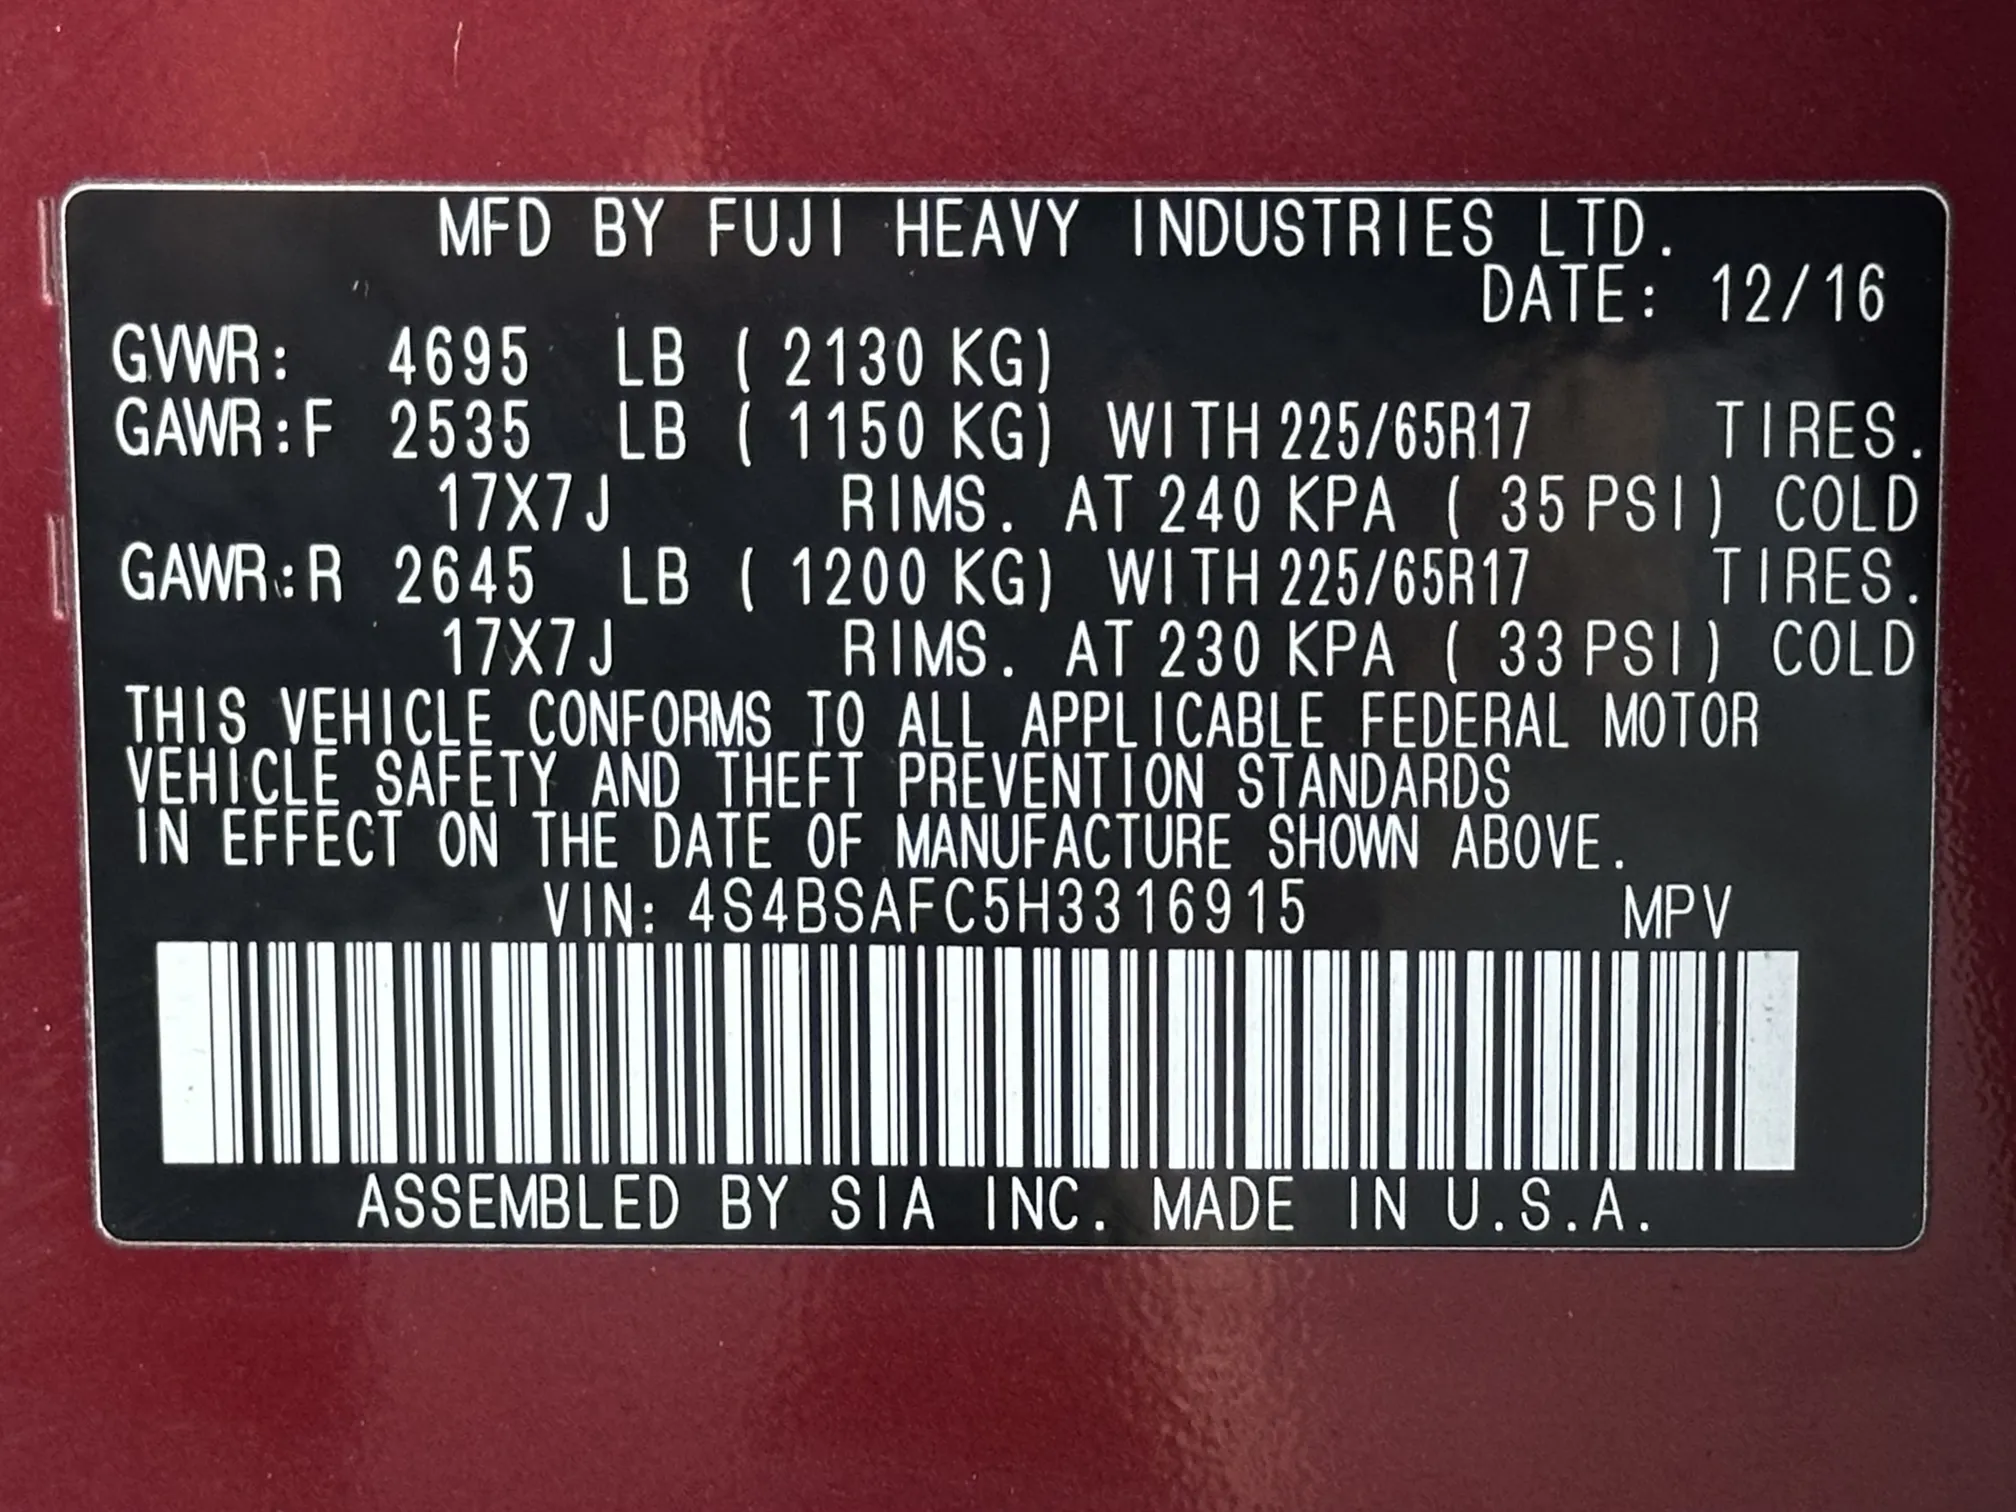 MFD BY FUJI HEAVY INDUSTRIES LTD.
DATE: 12/16
GVWR: 4695 LB ( 2130 KG)
GAWR:F 2535 LB ( 1150 KG) WITH 225/65R17 TIRES.
17X7J RIMS. AT 240 KPA ( 35 PSI) COLD
GAWR:R 2645 LB ( 1200 KG) WITH 225/65R17 TIRES.
17X7J RIMS. AT 230 KPA ( 33 PSI) COLD
THIS VEHICLE CONFORMS TO ALL APPLICABLE FEDERAL MOTOR
VEHICLE SAFETY AND THEFT PREVENTION STANDARDS
IN EFFECT ON THE DATE OF MANUFACTURE SHOWN ABOVE.
VIN: 4S4BSAFC5H3316915 MPV
ASSEMBLED BY SIA INC. MADE IN U.S.A.